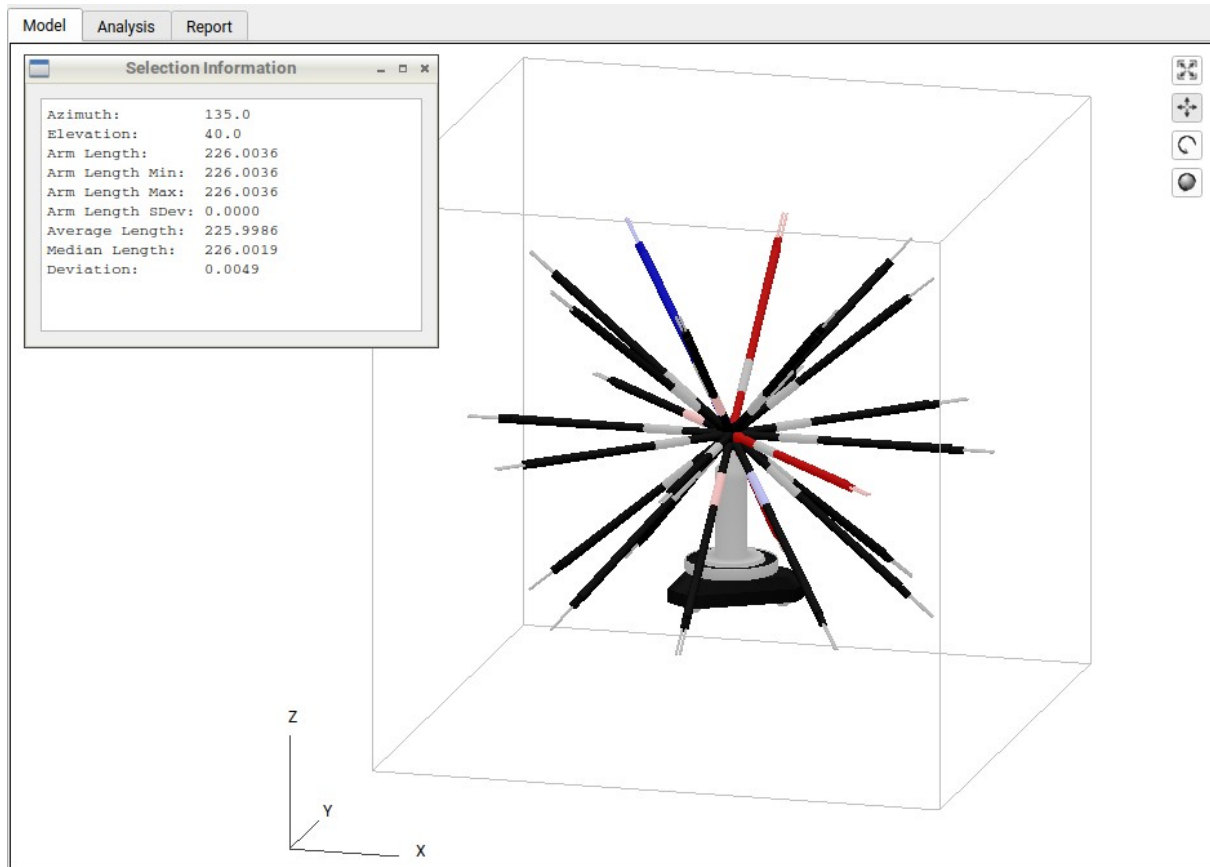 Model Analysis Report
Selection Information
Azimuth: 135.0
Elevation: 40.0
Arm Length: 226.0036
Arm Length Min: 226.0036
Arm Length Max: 226.0036
Arm Length SDev: 0.0000
Average Length: 225.9986
Median Length: 226.0019
Deviation: 0.0049
Z
Y
X